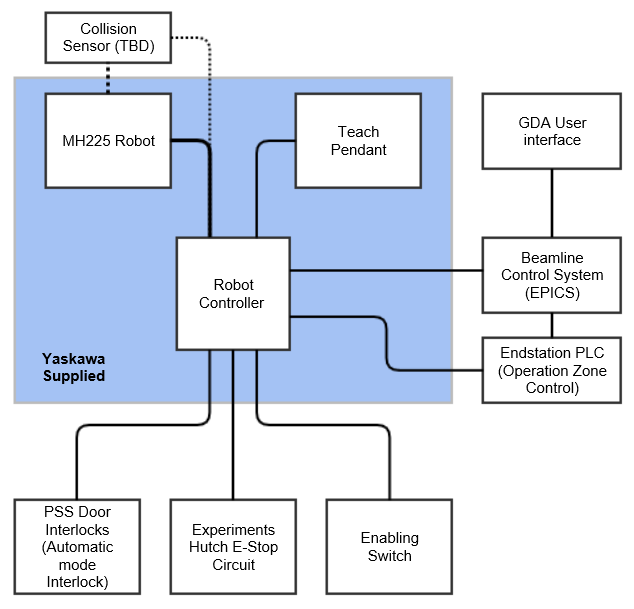 Collision
Sensor (TBD)
MH225 Robot
Teach
Pendant
GDA User
interface
Robot
Controller
Beamline
Control System
(EPICS)
Endstation PLC
(Operation Zone
Control)
Yaskawa
Supplied
PSS Door
Interlocks
(Automatic
mode
Interlock)
Experiments
Hutch E-Stop
Circuit
Enabling
Switch